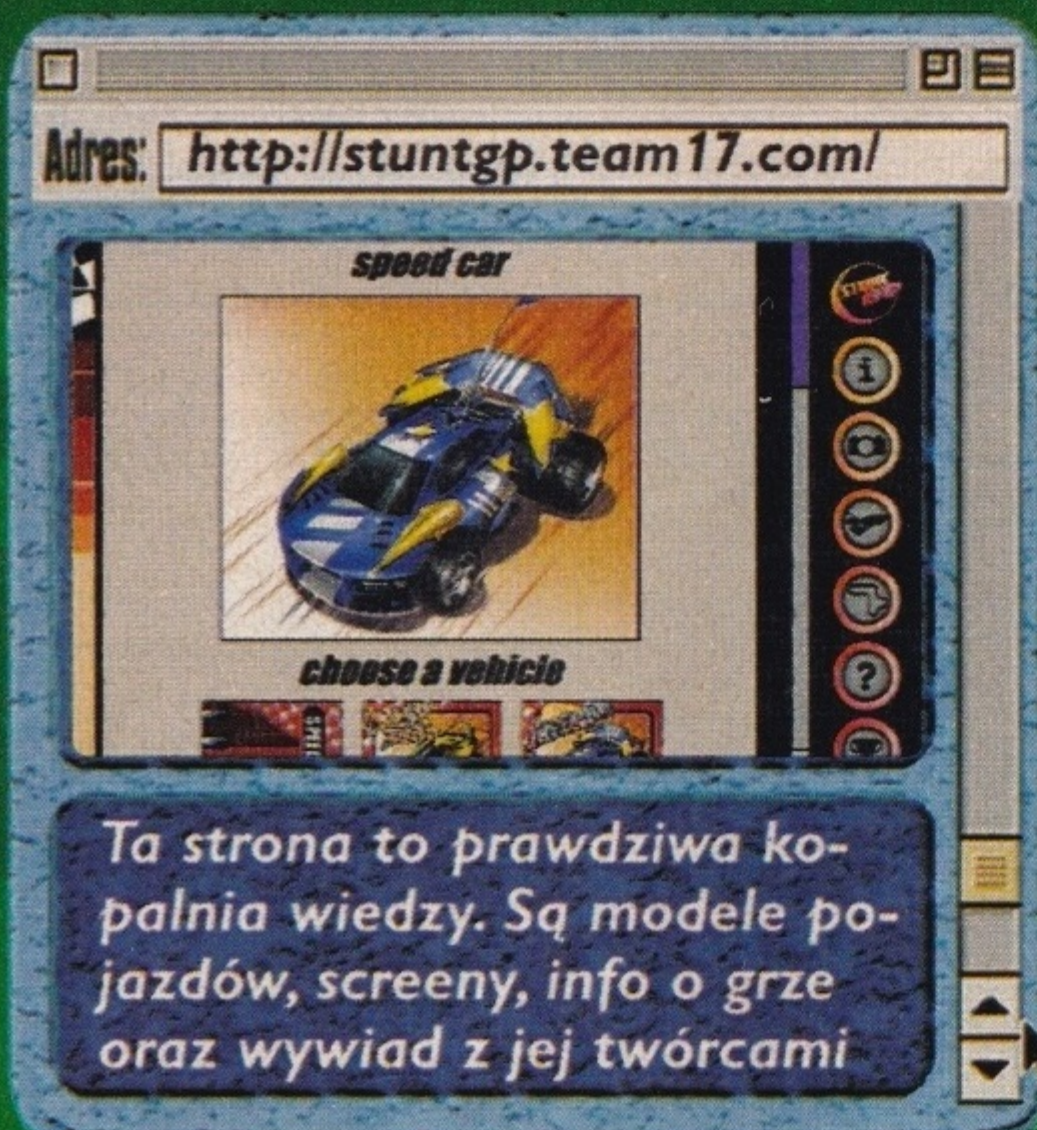 Adres: http://stuntgp.team17.com/
speed car
choose a vehicle
Ta strona to prawdziwa ko-
palnia wiedzy. Są modele po-
jazdów, screeny, info o grze
oraz wywiad z jej twórcami